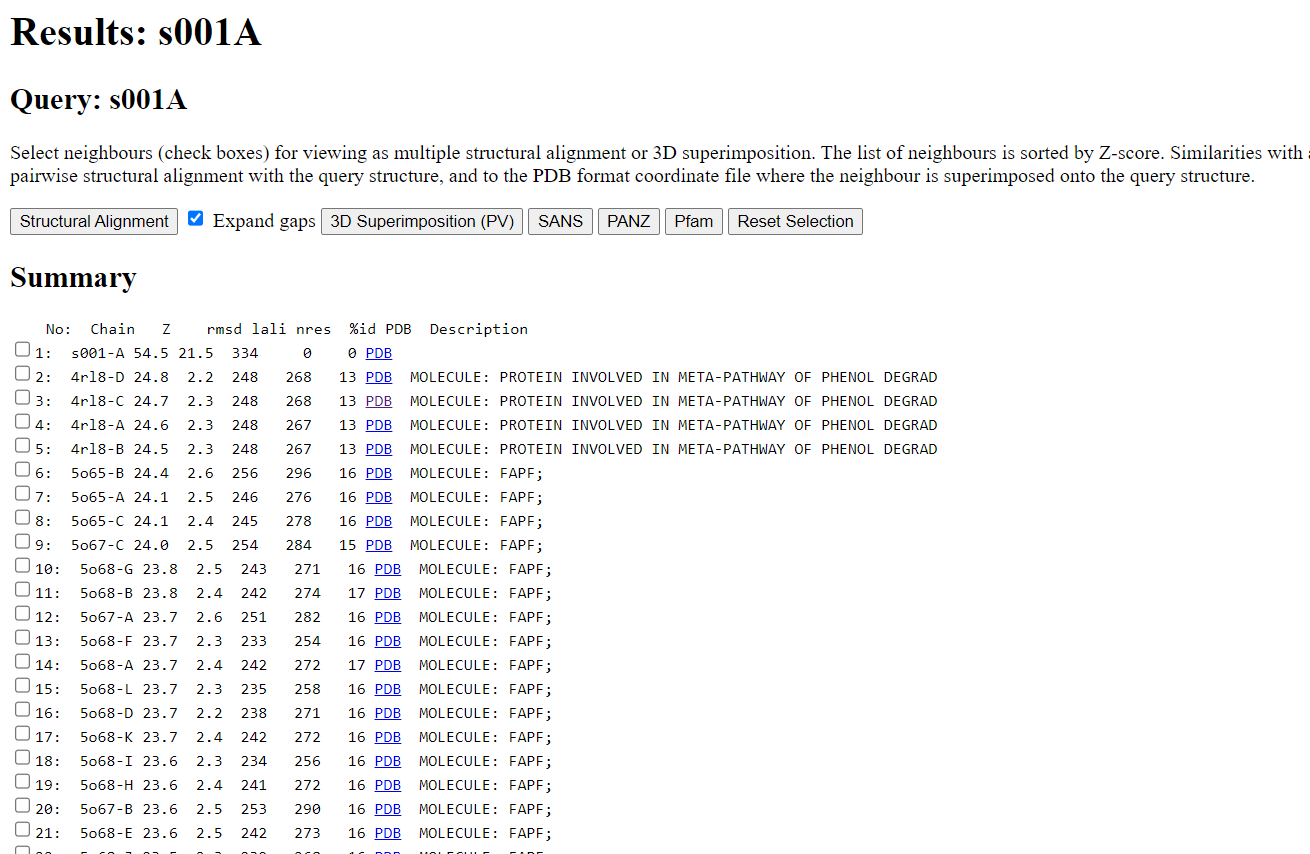 Results: s001A
Query: s001A
Select neighbours (check boxes) for viewing as multiple structural alignment or 3D superimposition. The list of neighbours is sorted by Z-score. Similarities with
pairwise structural alignment with the query structure, and to the PDB format coordinate file where the neighbour is superimposed onto the query structure.
Structural Alignment Expand gaps 3D Superimposition (PV) SANS PANZ Pfam Reset Selection
Summary
No: Chain Z rmsd lali nres %id PDB Description
1: s001-A 54.5 21.5 334 0 0 PDB
2: 4rl8-D 24.8 2.2 248 268 13 PDB MOLECULE: PROTEIN INVOLVED IN META-PATHWAY OF PHENOL DEGRAD
3: 4rl8-C 24.7 2.3 248 268 13 PDB MOLECULE: PROTEIN INVOLVED IN META-PATHWAY OF PHENOL DEGRAD
4: 4rl8-A 24.6 2.3 248 267 13 PDB MOLECULE: PROTEIN INVOLVED IN META-PATHWAY OF PHENOL DEGRAD
5: 4rl8-B 24.5 2.3 248 267 13 PDB MOLECULE: PROTEIN INVOLVED IN META-PATHWAY OF PHENOL DEGRAD
6: 5o65-B 24.4 2.6 256 296 16 PDB MOLECULE: FAPF;
7: 5o65-A 24.1 2.5 246 276 16 PDB MOLECULE: FAPF;
8: 5o65-C 24.1 2.4 245 278 16 PDB MOLECULE: FAPF;
9: 5o67-C 24.0 2.5 254 284 15 PDB MOLECULE: FAPF;
10: 5o68-G 23.8 2.5 243 271 16 PDB MOLECULE: FAPF;
11: 5o68-B 23.8 2.4 242 274 17 PDB MOLECULE: FAPF;
12: 5o67-A 23.7 2.6 251 282 16 PDB MOLECULE: FAPF;
13: 5o68-F 23.7 2.3 233 254 16 PDB MOLECULE: FAPF;
14: 5o68-A 23.7 2.4 242 272 17 PDB MOLECULE: FAPF;
15: 5o68-L 23.7 2.3 235 258 16 PDB MOLECULE: FAPF;
16: 5o68-D 23.7 2.2 238 271 16 PDB MOLECULE: FAPF;
17: 5o68-K 23.7 2.4 242 272 16 PDB MOLECULE: FAPF;
18: 5o68-I 23.6 2.3 234 256 16 PDB MOLECULE: FAPF;
19: 5o68-H 23.6 2.4 241 272 16 PDB MOLECULE: FAPF;
20: 5o67-B 23.6 2.5 253 290 16 PDB MOLECULE: FAPF;
21: 5o68-E 23.6 2.5 242 273 16 PDB MOLECULE: FAPF;